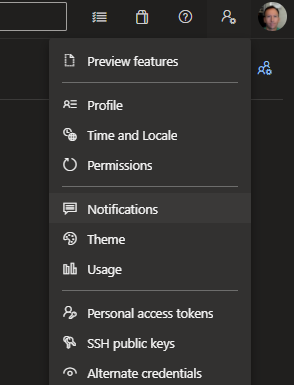 Preview features
Profile
Time and Locale
Permissions
Notifications
Theme
Usage
Personal access tokens
SSH public keys
Alternate credentials